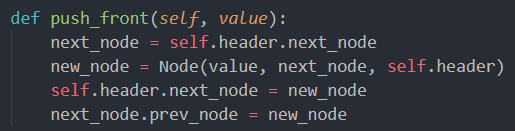 def push_front(self, value):
    next_node = self.header.next_node
    new_node = Node(value, next_node, self.header)
    self.header.next_node = new_node
    next_node.prev_node = new_node